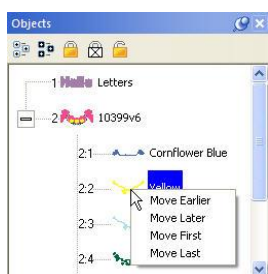 Objects
1 Hello Letters
2 10399v6
2:1 Cornflower Blue
2:2 Yellow
Move Earlier
Move Later
2:3
Move First
Move Last
2:4